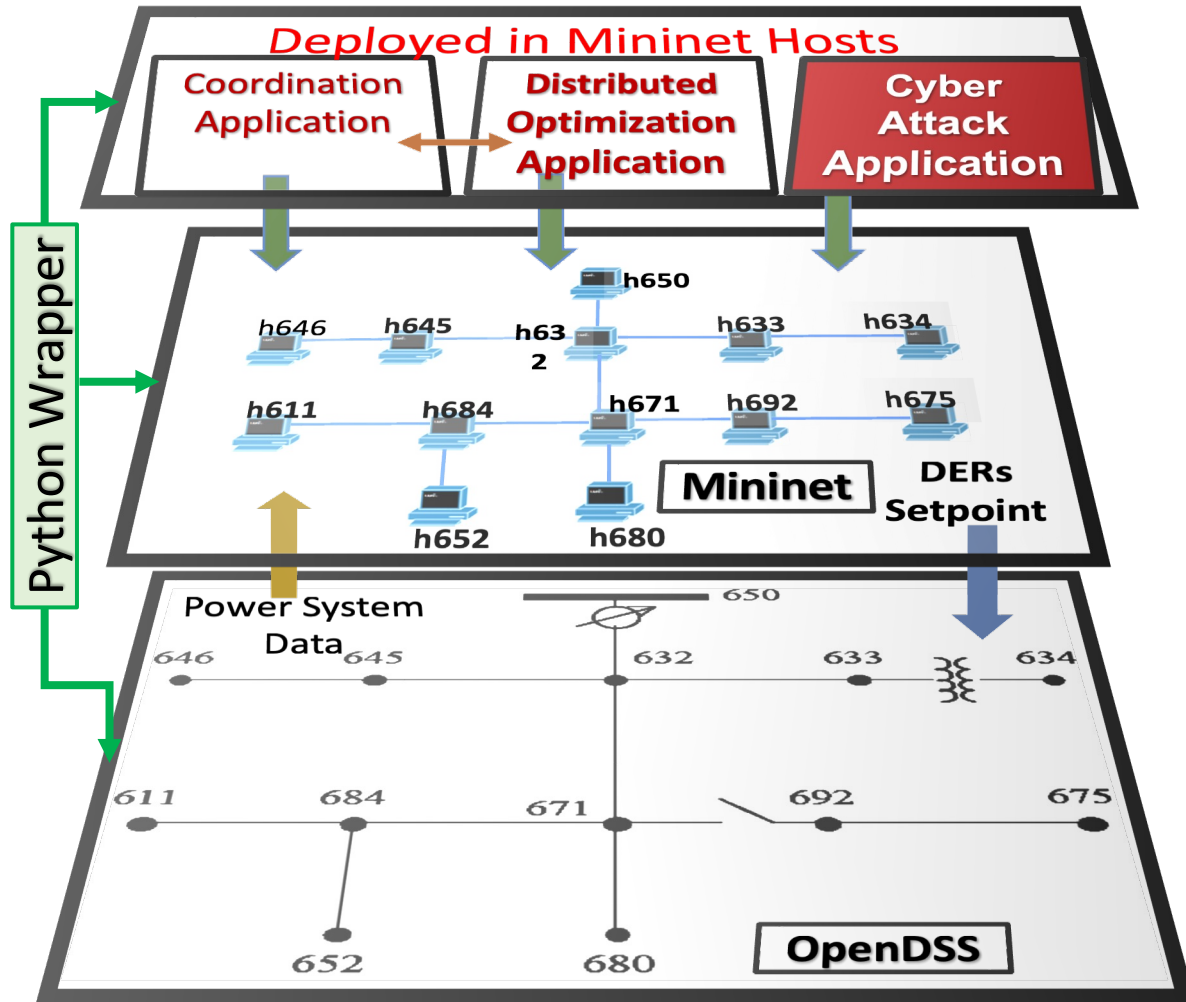 Deployed in Mininet Hosts
Coordination
Application
Distributed
Optimization
Application
Cyber
Attack
Application
Python Wrapper
h650
h646
h645
h63
2
h633
h634
h611
h684
h671
h692
h675
Mininet
DERs
Setpoint
h652
h680
Power System
Data
650
646
645
632
633
634
611
684
671
692
675
652
680
OpenDSS